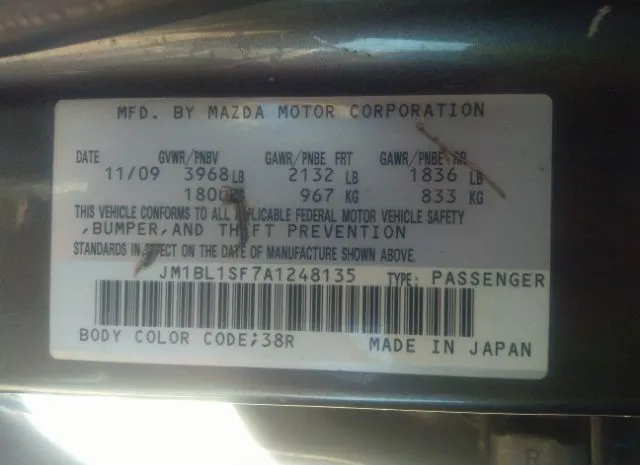 MFD. BY MAZDA MOTOR CORPORATION
DATE GVWR/PNBV GAWR/PNBE FRT GAWR/PNBE RR
11/09 3968 LB 2132 LB 1836 LB
1800 967 KG 833 KG
THIS VEHICLE CONFORMS TO ALL APPLICABLE FEDERAL MOTOR VEHICLE SAFETY
,BUMPER,AND THEFT PREVENTION
STANDARDS IN EFFECT ON THE DATE OF MANUFACTURE SHOWN ABOVE.
JM1BL1SF7A1248135 TYPE: PASSENGER
BODY COLOR CODE;38R MADE IN JAPAN
R